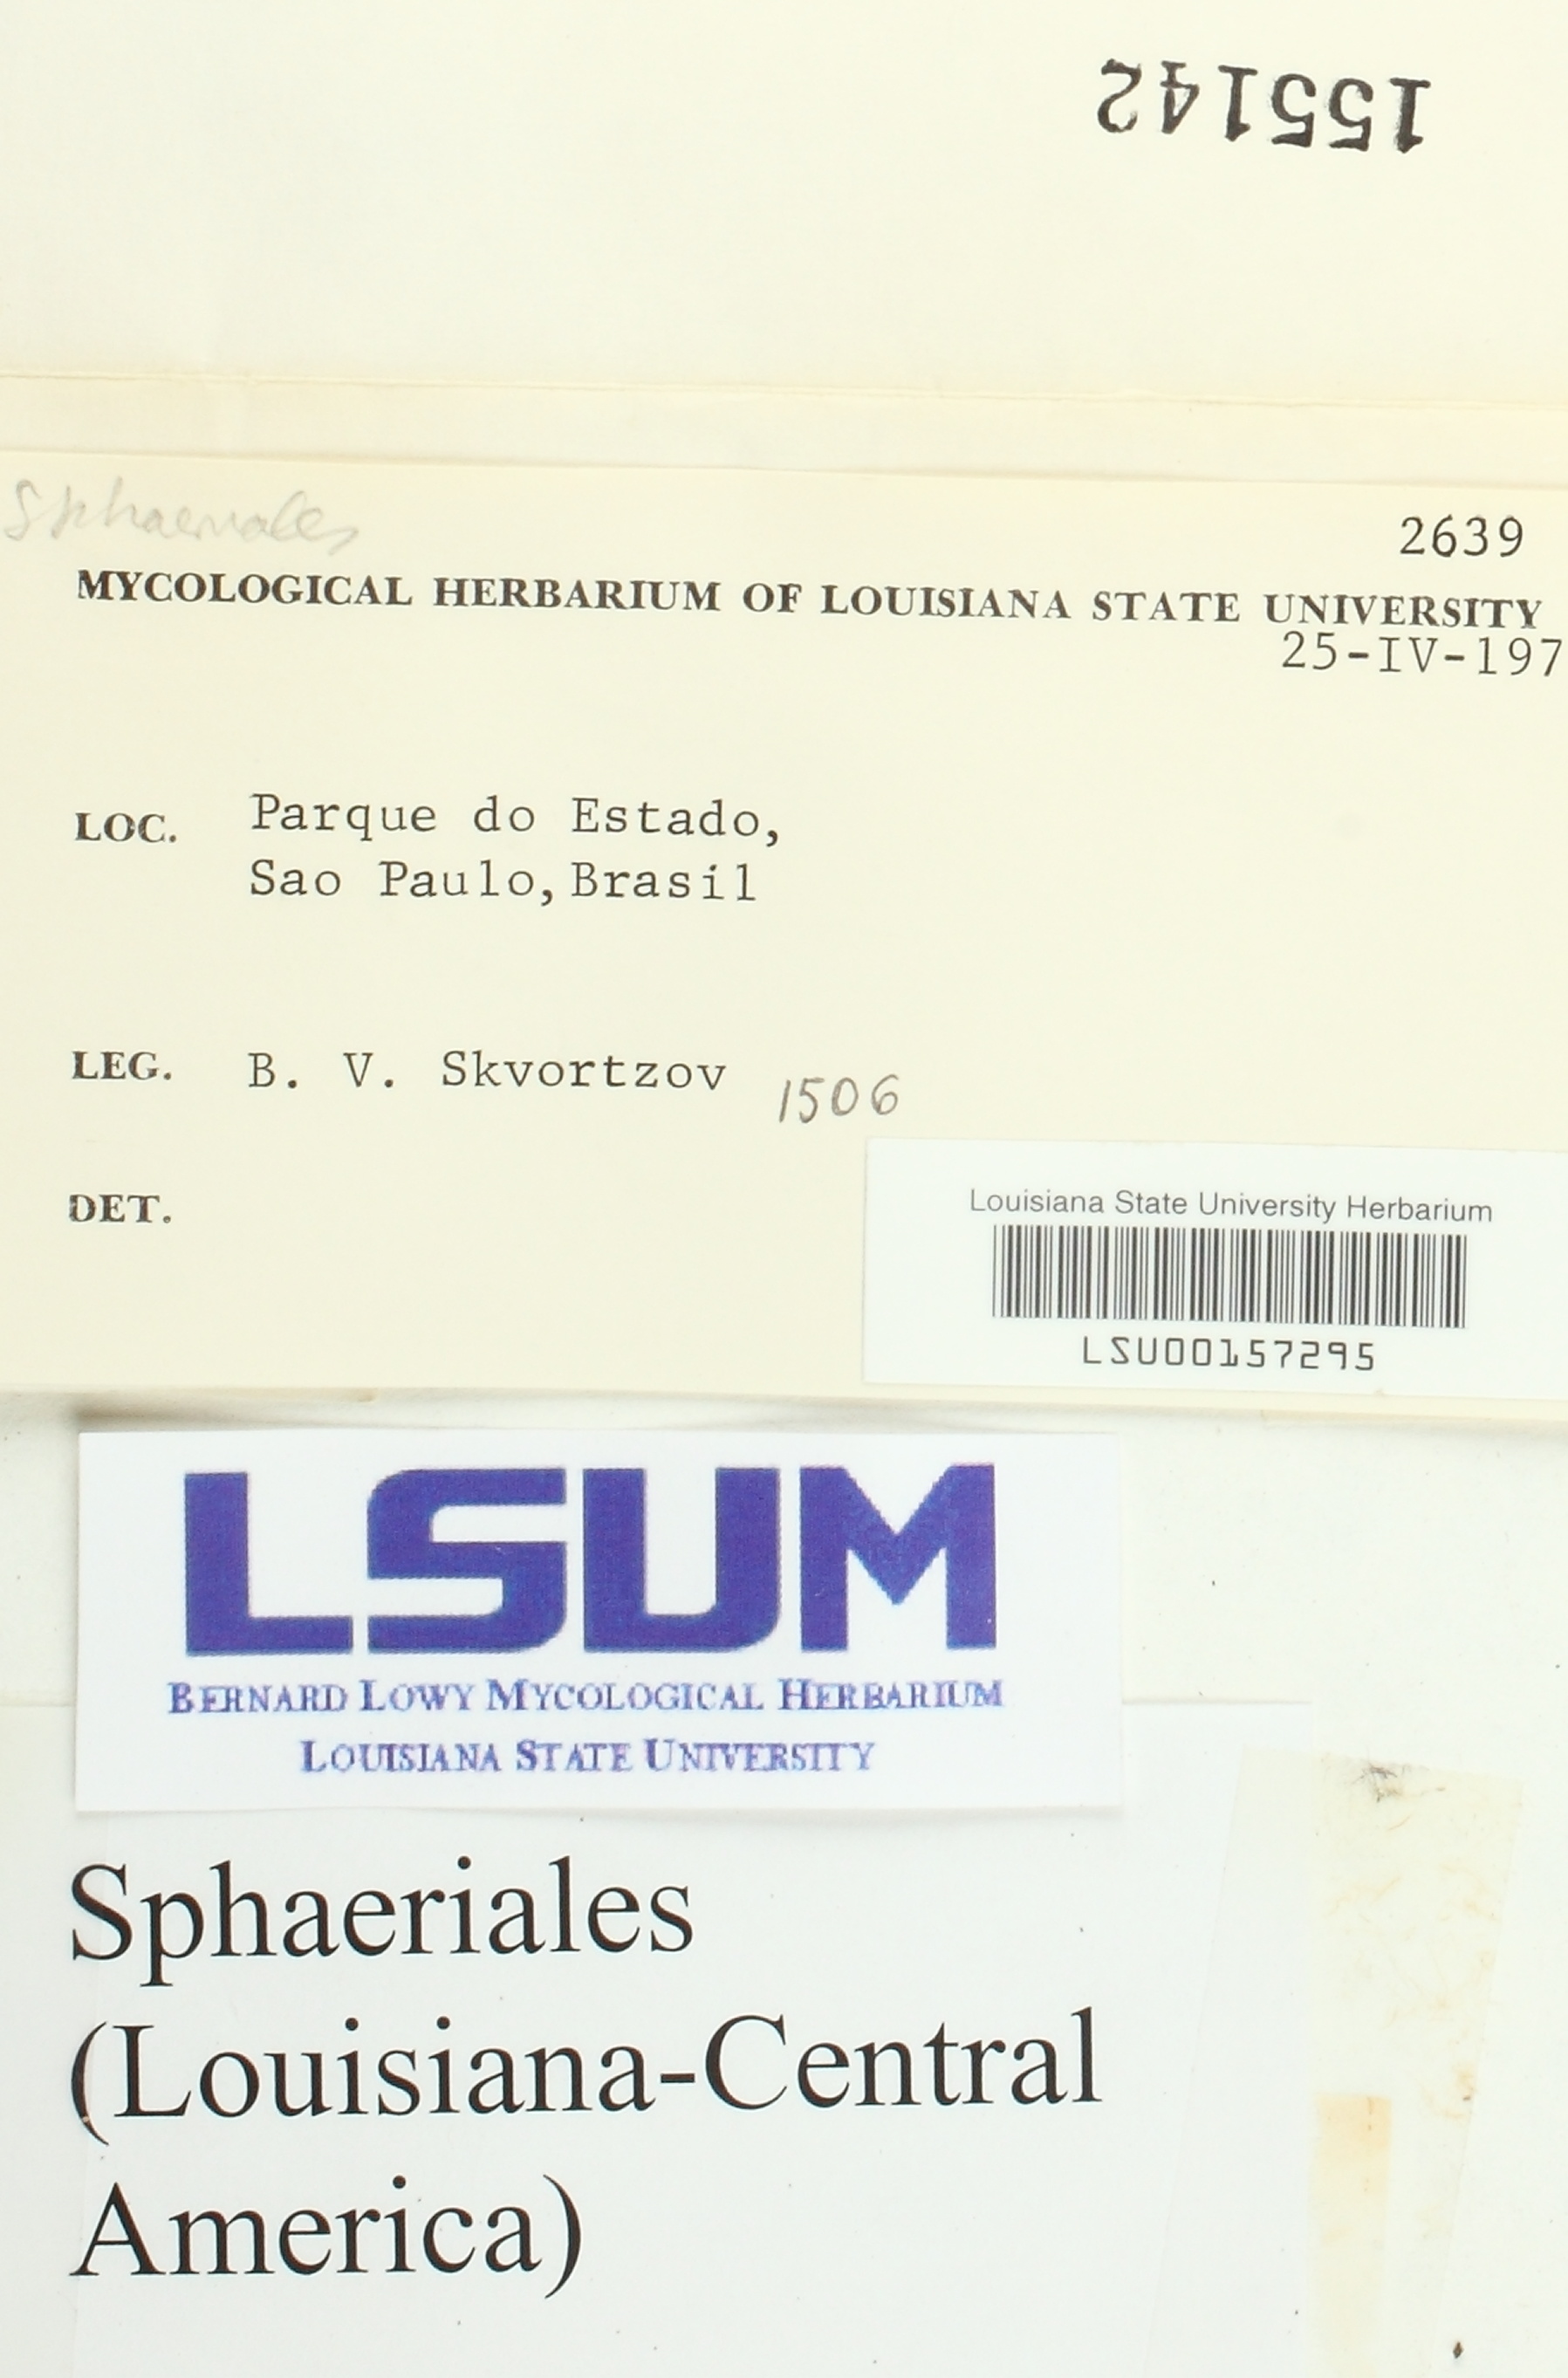 155142
Sphaeriales
2639
MYCOLOGICAL HERBARIUM OF LOUISIANA STATE UNIVERSITY
25-IV-197
LOC. Parque do Estado,
Sao Paulo, Brasil
LEG. B. V. Skvortzov 1506
DET.
Louisiana State University Herbarium
LSU00157295
LSUM
BERNARD LOWY MYCOLOGICAL HERBARIUM
LOUISIANA STATE UNIVERSITY
Sphaeriales
(Louisiana-Central
America)